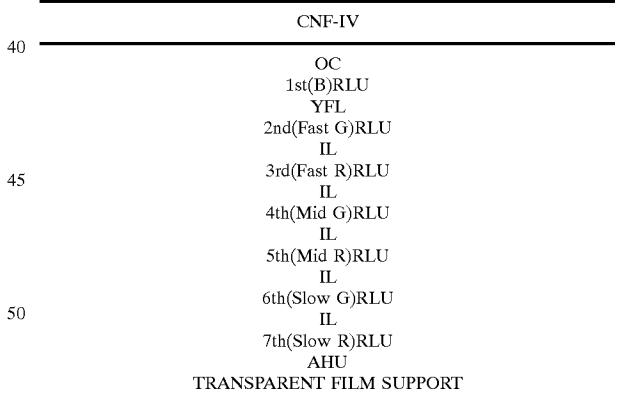 CNF-IV
40
OC
1st(B)RLU
YFL
2nd(Fast G)RLU
IL
3rd(Fast R)RLU
45
IL
4th(Mid G)RLU
IL
5th(Mid R)RLU
IL
6th(Slow G)RLU
50
IL
7th(Slow R)RLU
AHU
TRANSPARENT FILM SUPPORT